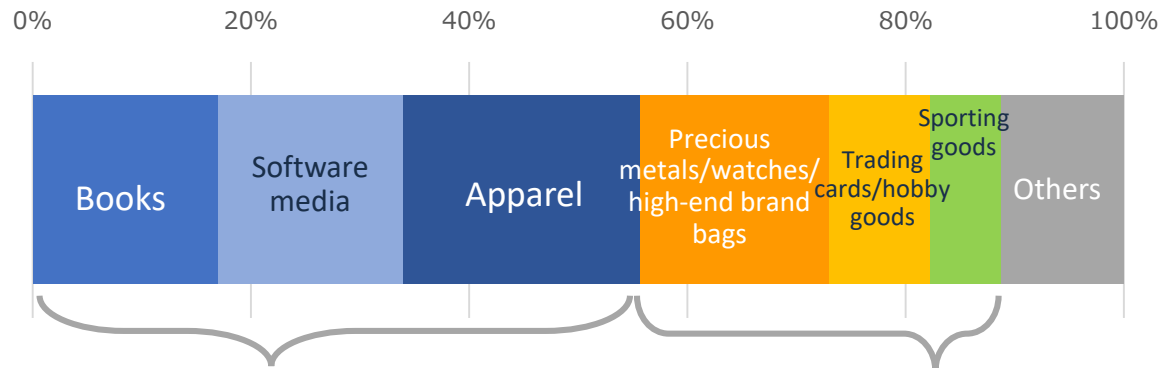 0% 20% 40% 60% 80% 100%
Books
Software
media
Apparel
Precious
metals/watches/
high-end brand
bags
Trading
cards/hobby
goods
Sporting
goods
Others